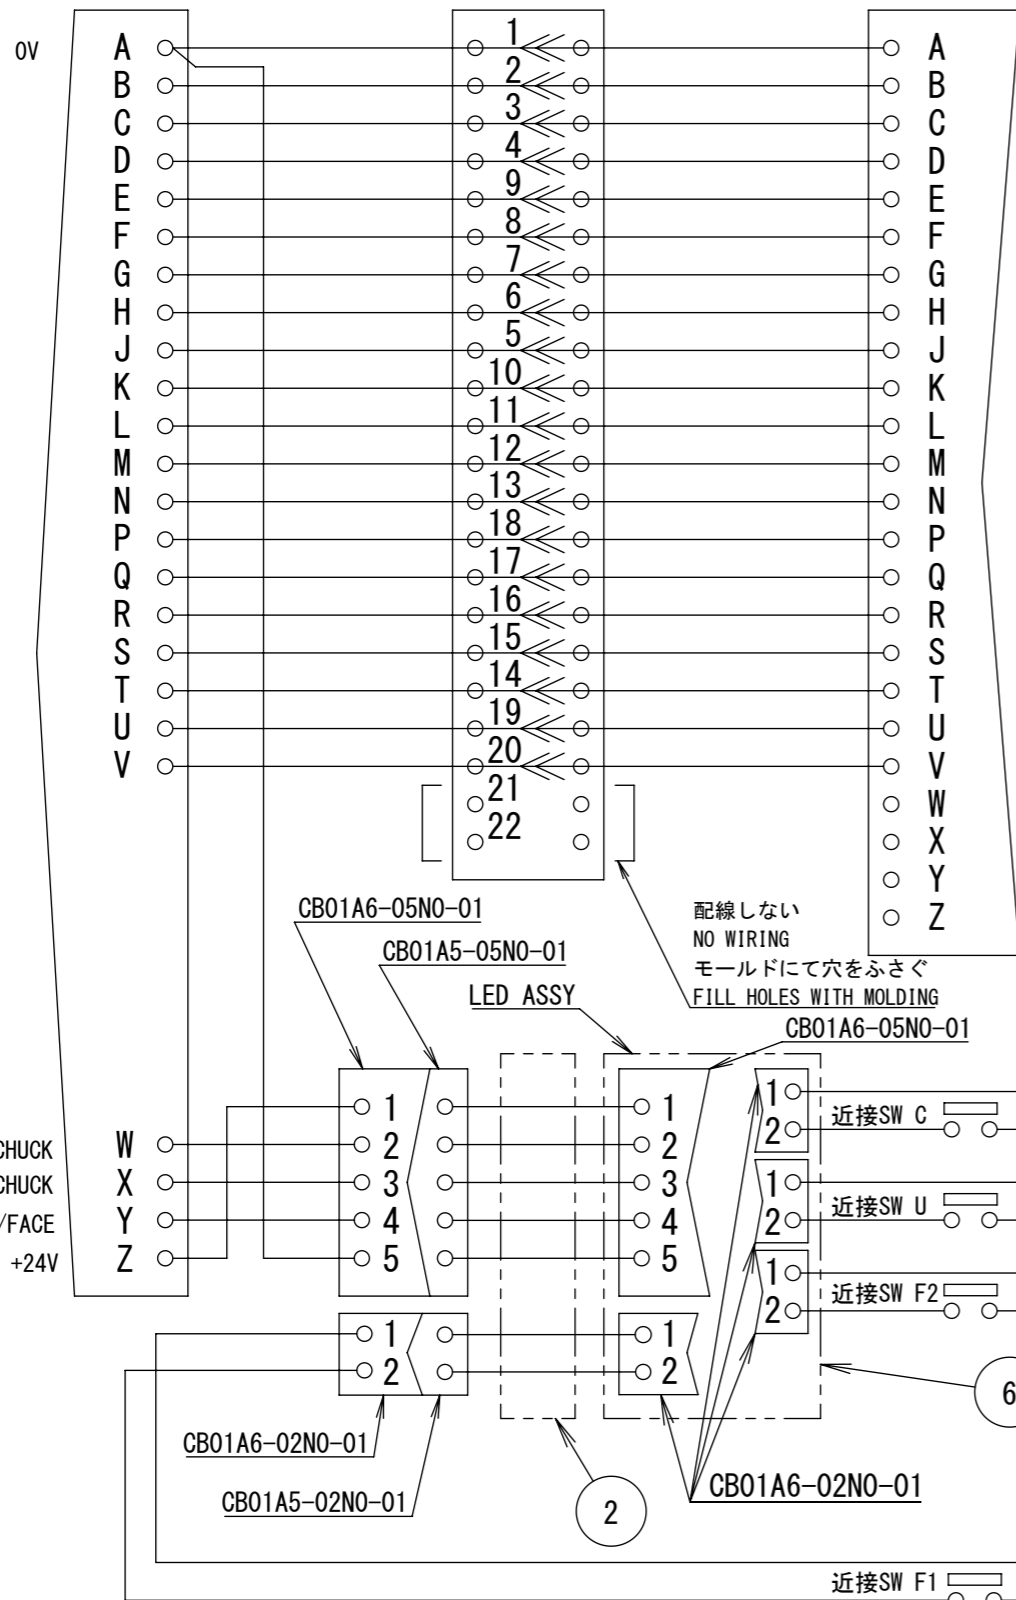 0V A 1 A
B 2 B
C 3 C
D 4 D
E 9 E
F 8 F
G 7 G
H 6 H
J 5 J
K 10 K
L 11 L
M 12 M
N 13 N
P 18 P
Q 17 Q
R 16 R
S 15 S
T 14 T
U 19 U
V 20 V
21 W
22 X
Y
Z
配線しない
NO WIRING
モールドにて穴をふさぐ
FILL HOLES WITH MOLDING
CB01A6-05N0-01
CB01A5-05N0-01
LED ASSY
CB01A6-05N0-01
1 1 1
近接SW C
CHUCK W 2 2 2
CHUCK X 3 3 1
近接SW U
/FACE Y 4 4 2
+24V Z 5 5 1
近接SW F2
2
1 1
2 2
6
CB01A6-02N0-01
CB01A5-02N0-01
2
CB01A6-02N0-01
近接SW F1